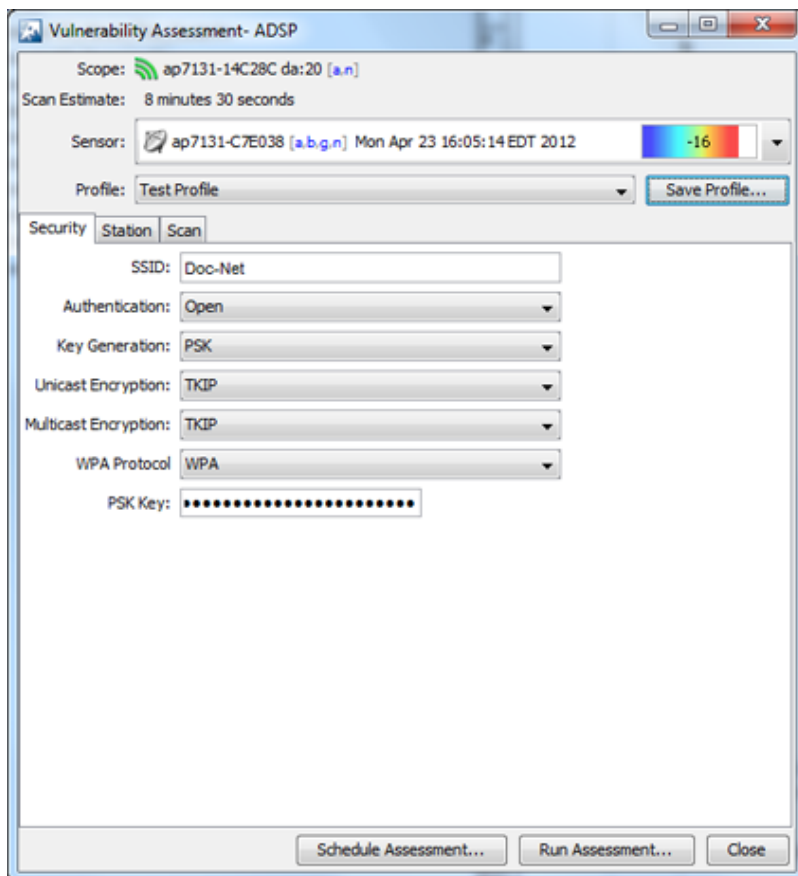 Vulnerability Assessment- ADSP
Scope: ap7131-14C28C da:20 [a,n]
Scan Estimate: 8 minutes 30 seconds
Sensor: ap7131-C7E038 [a,b,g,n] Mon Apr 23 16:05:14 EDT 2012 -16
Profile: Test Profile Save Profile...
Security Station Scan
SSID: Doc-Net
Authentication: Open
Key Generation: PSK
Unicast Encryption: TKIP
Multicast Encryption: TKIP
WPA Protocol WPA
PSK Key: ••••••••••••••••••••••••
Schedule Assessment... Run Assessment... Close